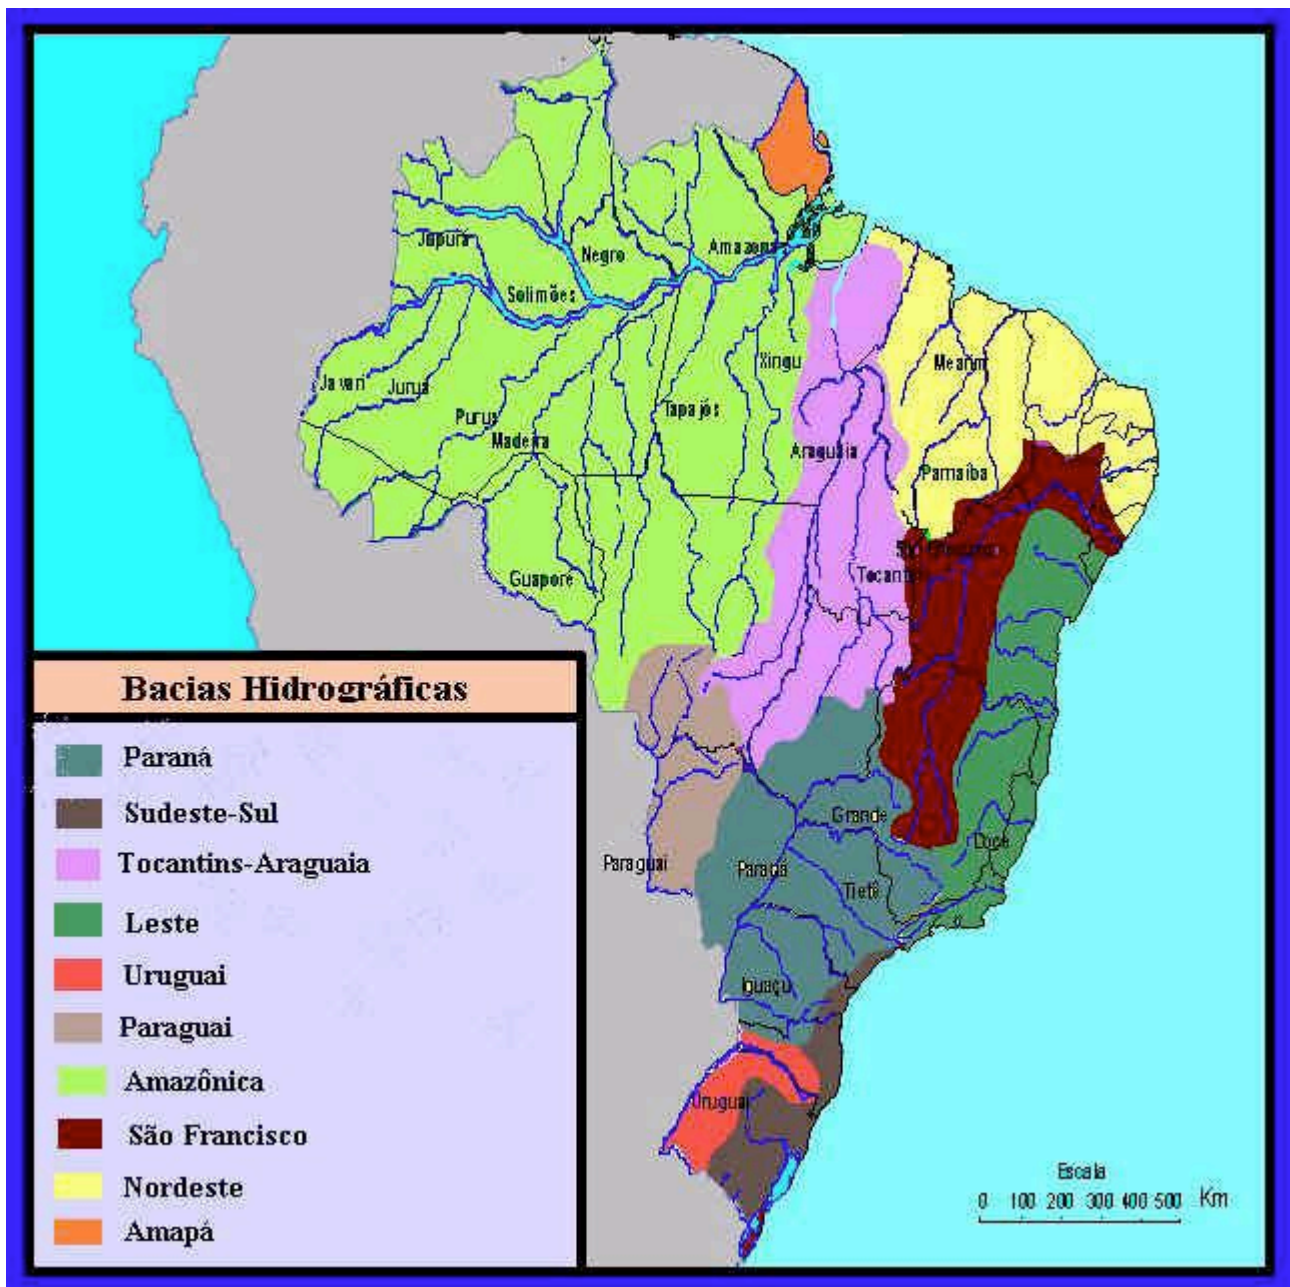 Japurá
Negro
Amazonas
Solimões
Javari
Juruá
Purus
Madeira
Tapajós
Xingu
Mearim
Araguaia
Parnaíba
Guapore
Tocantins
Bacias Hidrográficas
Paraná
Sudeste-Sul
Tocantins-Araguaia
Leste
Uruguai
Paraguai
Amazônica
São Francisco
Nordeste
Amapá
Grande
Doce
Paraguai
Paraná
Tietê
Iguaçu
Uruguai
Escala
0 100 200 300 400 500 Km